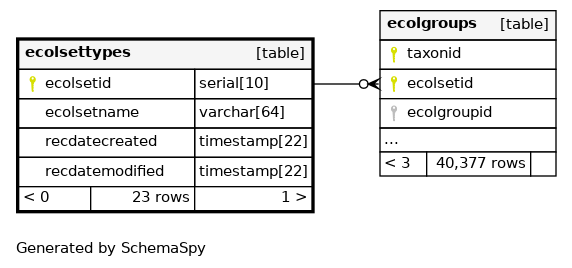 ecolsettypes [table]
ecolsetid serial[10]
ecolsetname varchar[64]
recdatecreated timestamp[22]
recdatemodified timestamp[22]
< 0 23 rows 1 >
ecolgroups [table]
taxonid
ecolsetid
ecolgroupid
...
< 3 40,377 rows
Generated by SchemaSpy